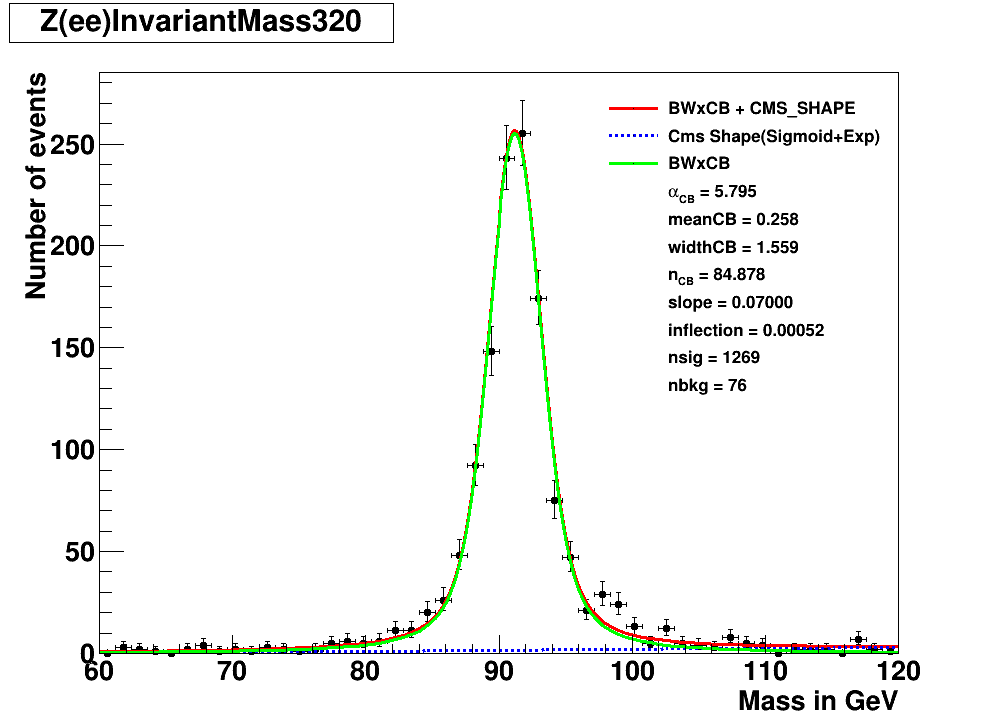 Z(ee)InvariantMass320
Number of events
250
200
150
100
50
0
BWxCB + CMS_SHAPE
Cms Shape(Sigmoid+Exp)
BWxCB
αCB = 5.795
meanCB = 0.258
widthCB = 1.559
nCB = 84.878
slope = 0.07000
inflection = 0.00052
nsig = 1269
nbkg = 76
60 70 80 90 100 110 120
Mass in GeV